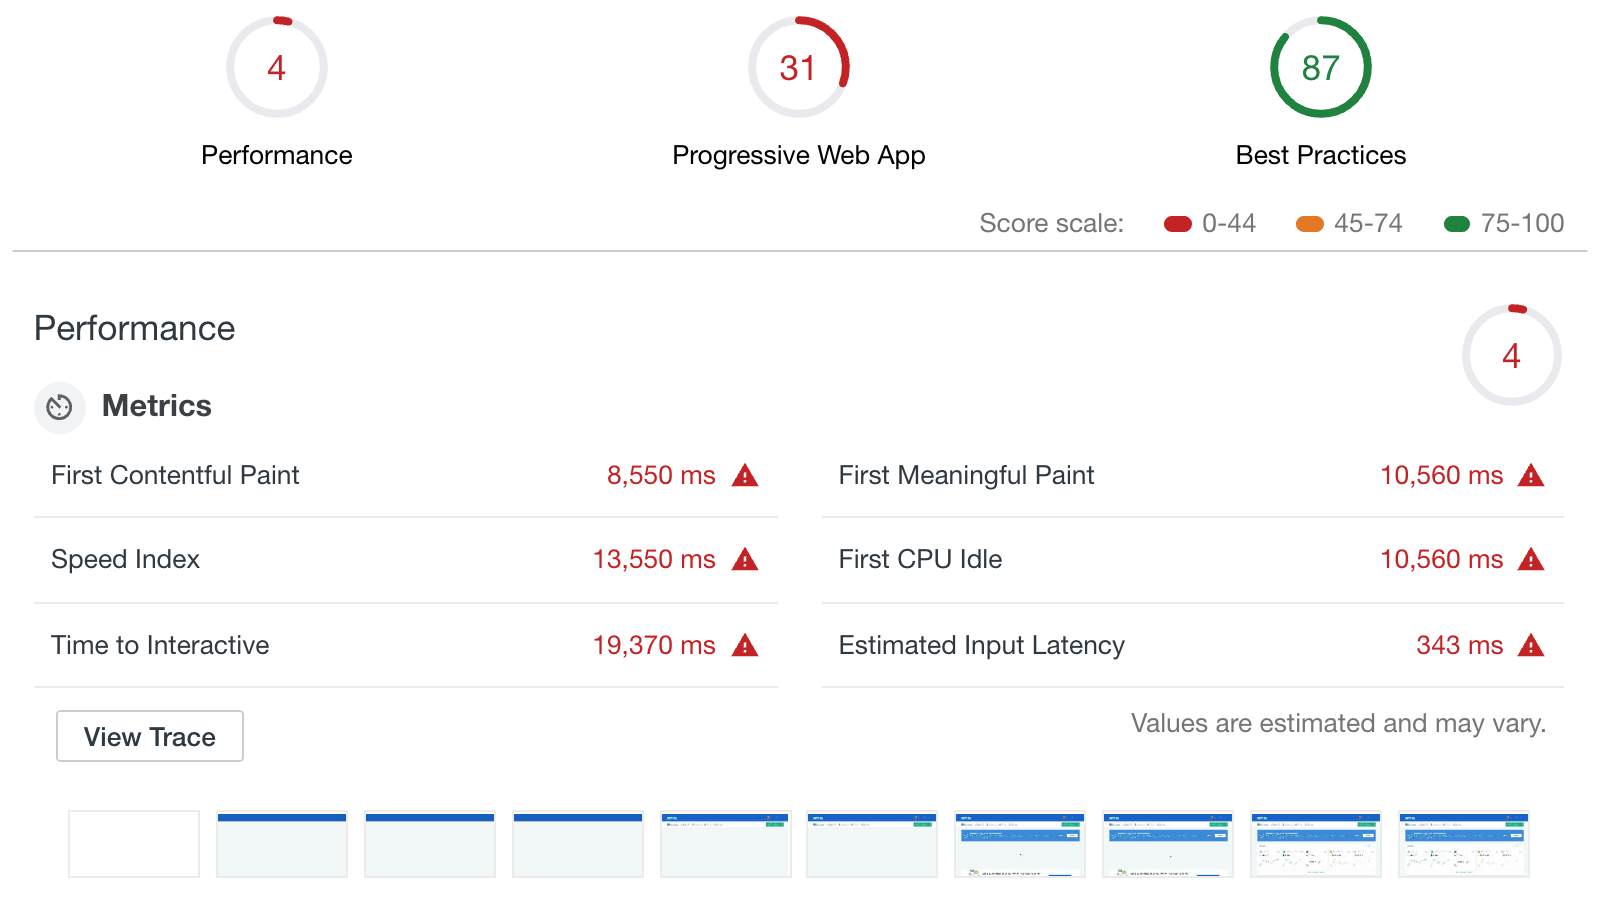 4
31
87
Performance
Progressive Web App
Best Practices
Score scale: 0-44 45-74 75-100
Performance
4
Metrics
First Contentful Paint 8,550 ms
First Meaningful Paint 10,560 ms
Speed Index 13,550 ms
First CPU Idle 10,560 ms
Time to Interactive 19,370 ms
Estimated Input Latency 343 ms
View Trace
Values are estimated and may vary.